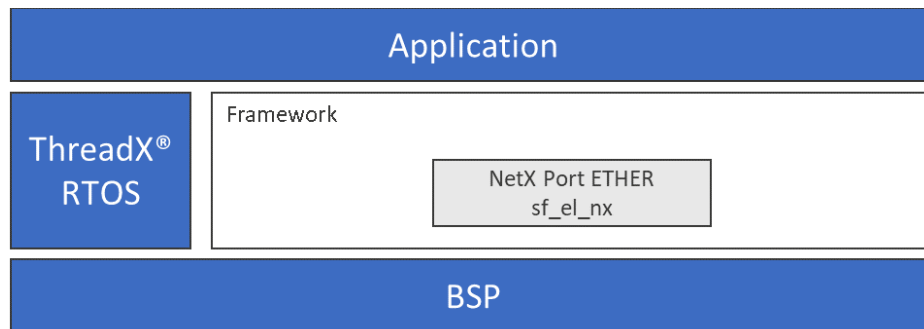 Application
ThreadX®
RTOS
Framework
NetX Port ETHER
sf_el_nx
BSP